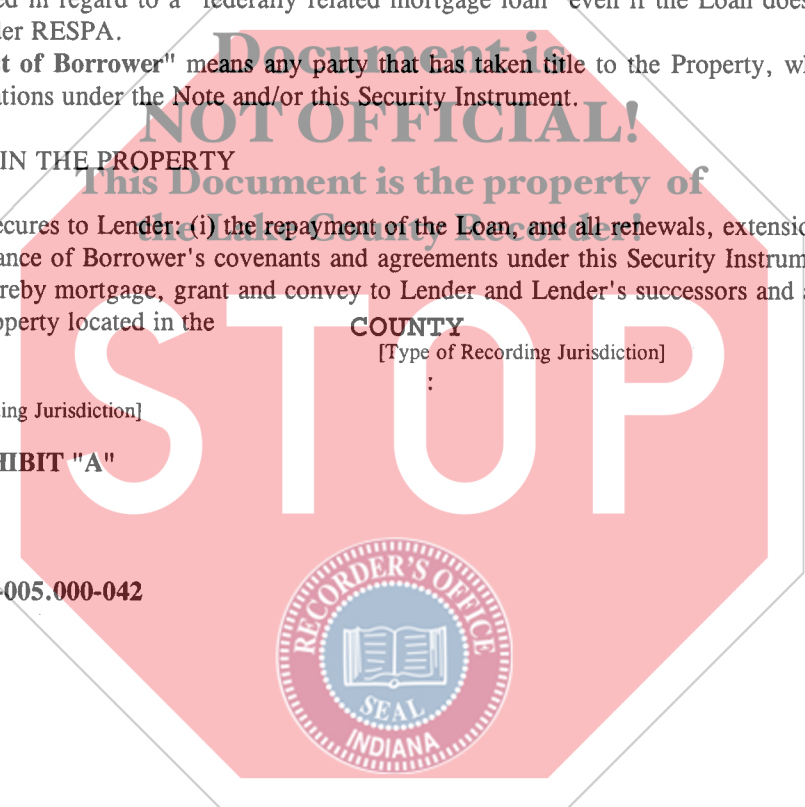 ed in regard to a "federally related mortgage loan" even if the Loan does
der RESPA.
Document is
t of Borrower" means any party that has taken title to the Property, wh
ations under the Note and/or this Security Instrument.
NOT OFFICIAL!
IN THE PROPERTY
This Document is the property of
the Lake County Recorder!
ecures to Lender: (i) the repayment of the Loan, and all renewals, extensio
ance of Borrower's covenants and agreements under this Security Instrum
reby mortgage, grant and convey to Lender and Lender's successors and a
operty located in the COUNTY
[Type of Recording Jurisdiction]
:
ing Jurisdiction]
STOP
HIBIT "A"
-005.000-042
RECORDER'S OFFICE
SEAL
INDIANA